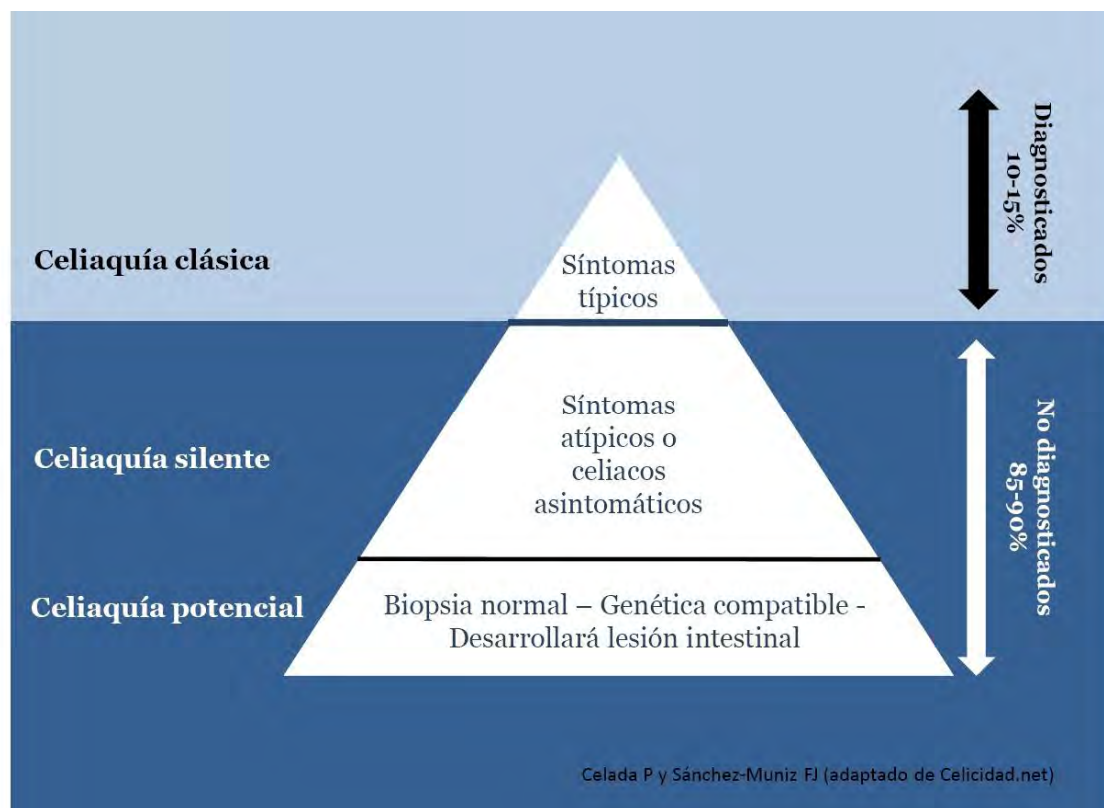 Diagnosticados
10-15%
Celiaquía clásica
Síntomas
típicos
Celiaquía silente
Síntomas
atípicos o
celiacos
asintomáticos
No diagnosticados
85-90%
Celiaquía potencial
Biopsia normal – Genética compatible -
Desarrollará lesión intestinal
Celada P y Sánchez-Muniz FJ (adaptado de Celicidad.net)